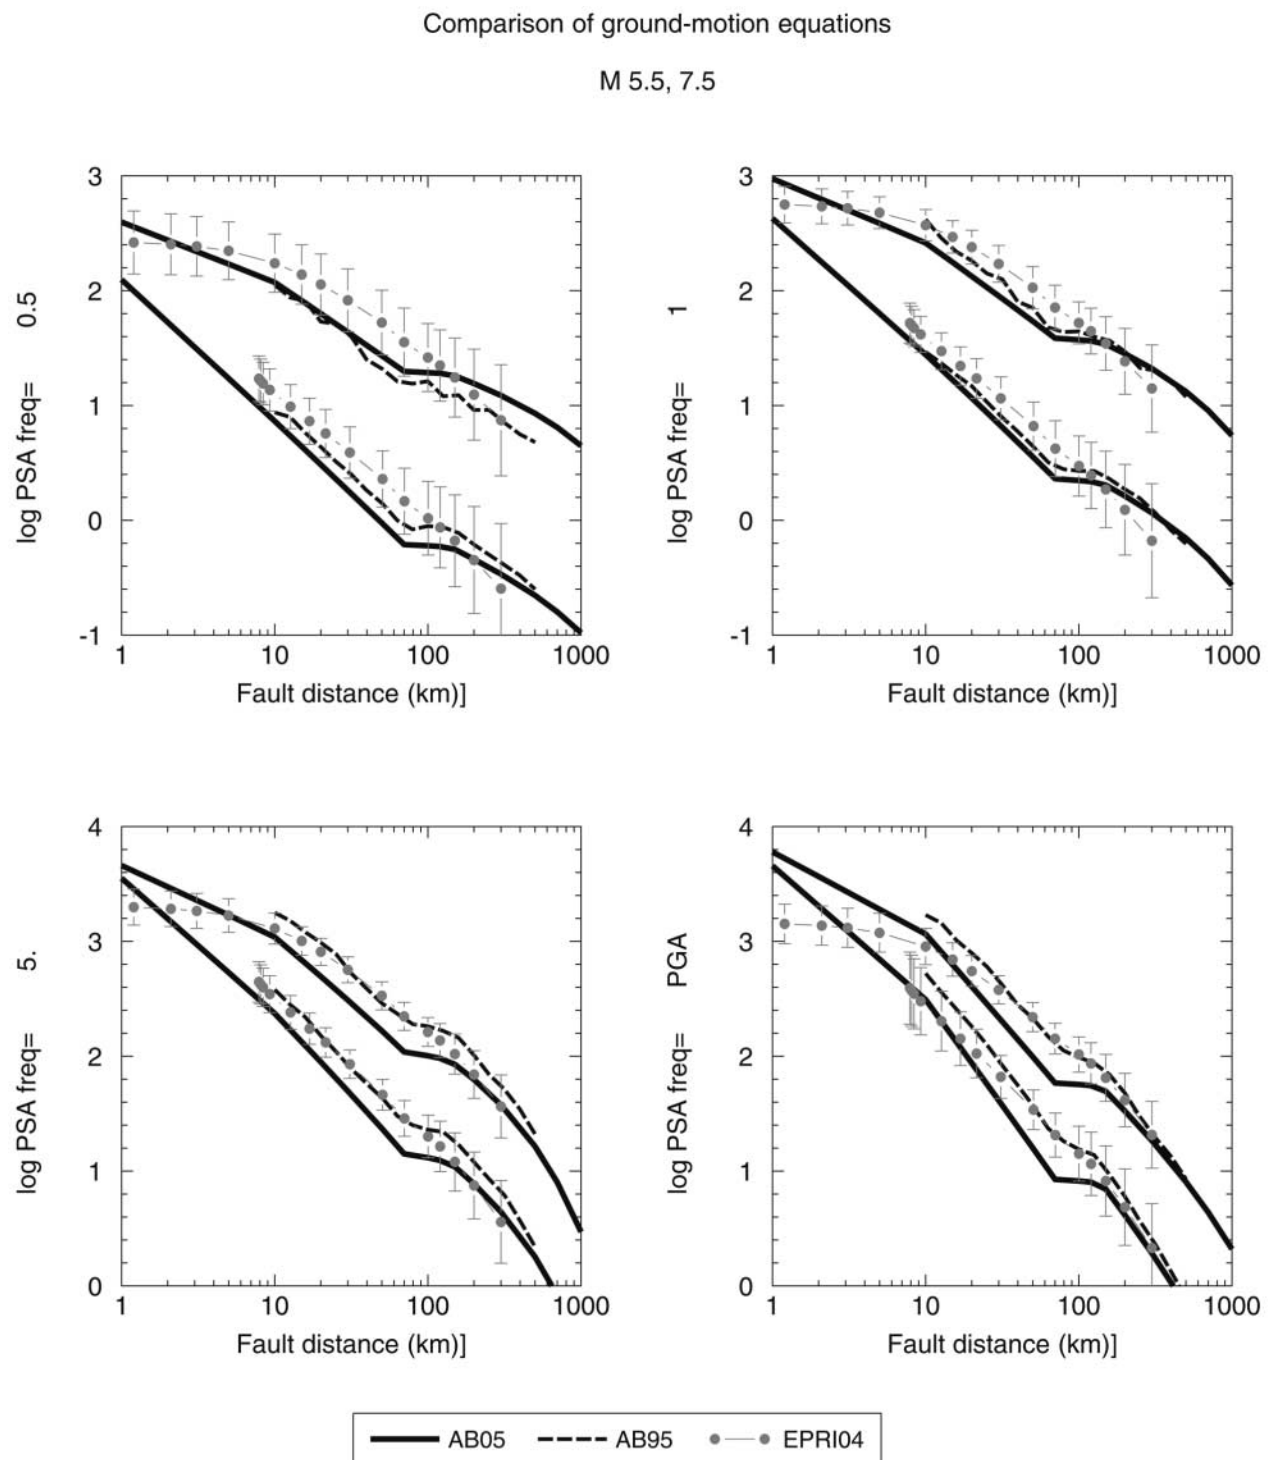 Comparison of ground-motion equations
M 5.5, 7.5
log PSA freq= 0.5
3
2
1
0
-1
1 10 100 1000
Fault distance (km)]
log PSA freq= 1
3
2
1
0
-1
1 10 100 1000
Fault distance (km)]
log PSA freq= 5.
4
3
2
1
0
1 10 100 1000
Fault distance (km)]
log PSA freq= PGA
4
3
2
1
0
1 10 100 1000
Fault distance (km)]
AB05 AB95 EPRI04